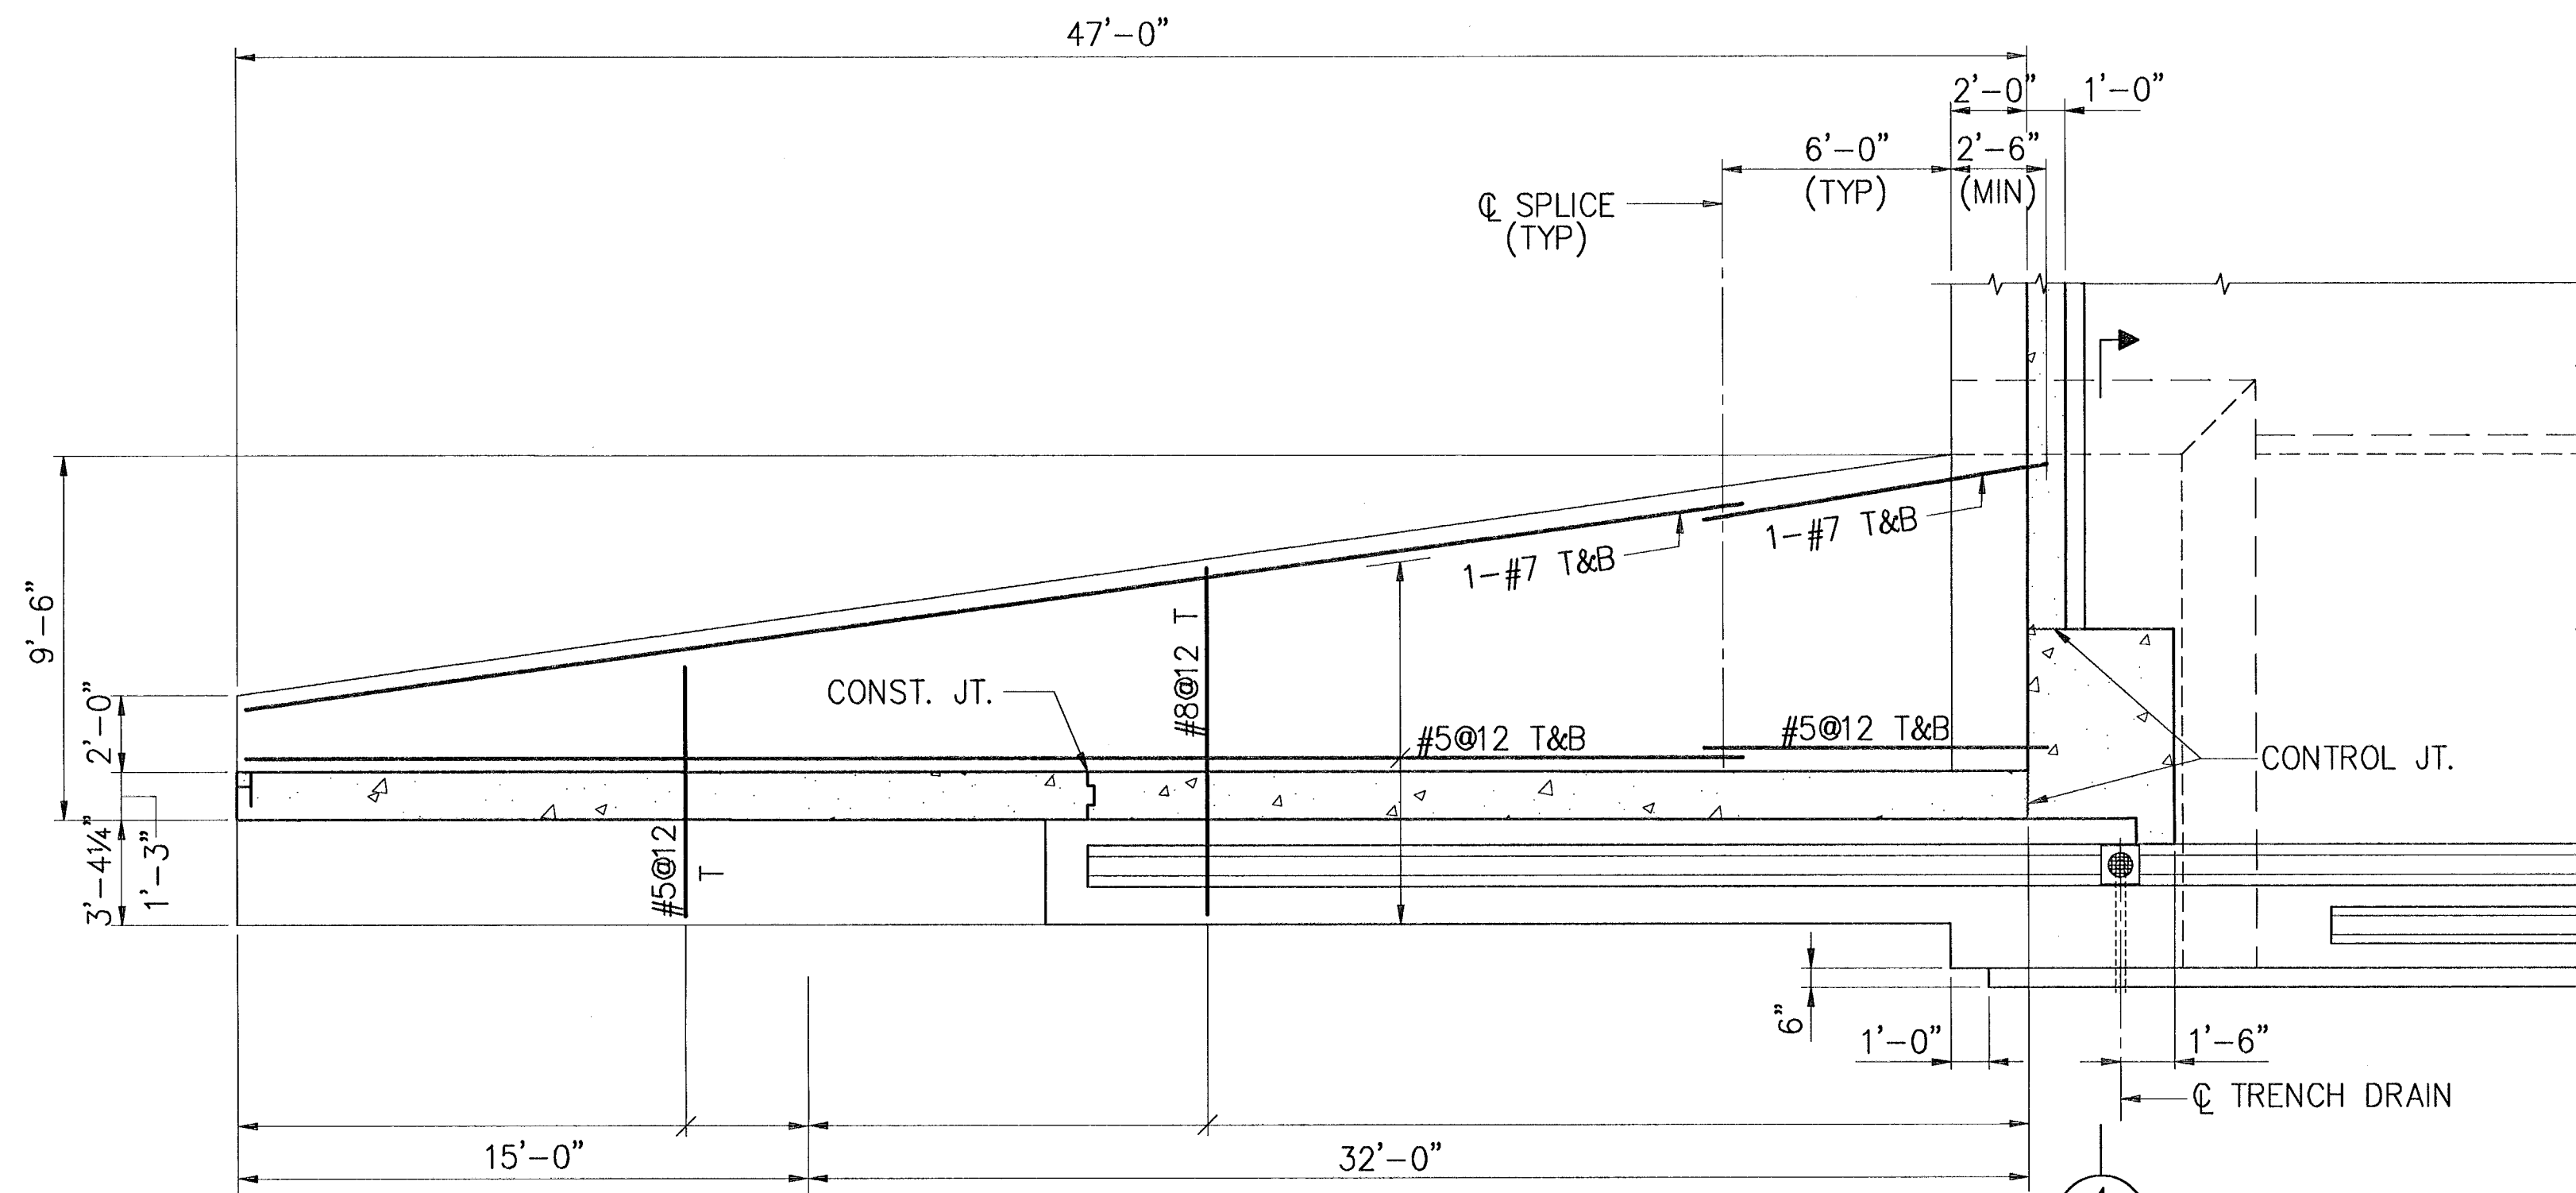 47’-0”
2’-0”
1’-0”
6’-0”
(TYP)
2’-6”
(MIN)
℄ SPLICE
(TYP)
1-#7 T&B
1-#7 T&B
9’-6”
2’-0”
CONST. JT.
#8@12 T
#5@12 T&B
#5@12 T&B
CONTROL JT.
3’-4¼”
1’-3”
#5@12
T
6”
1’-0”
1’-6”
℄ TRENCH DRAIN
15’-0”
32’-0”